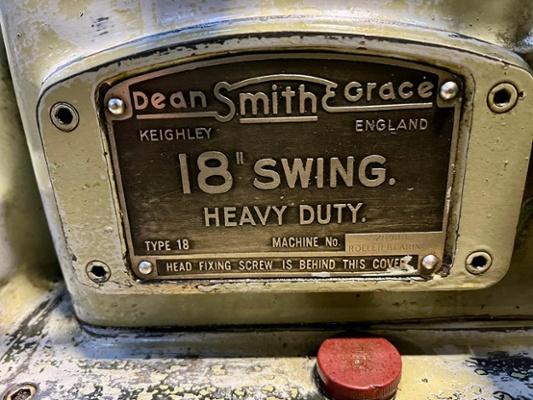 Dean Smith & Grace
KEIGHLEY ENGLAND
18" SWING.
HEAVY DUTY.
TYPE 18 MACHINE No.
ROLLER BEARING
HEAD FIXING SCREW IS BEHIND THIS COVER